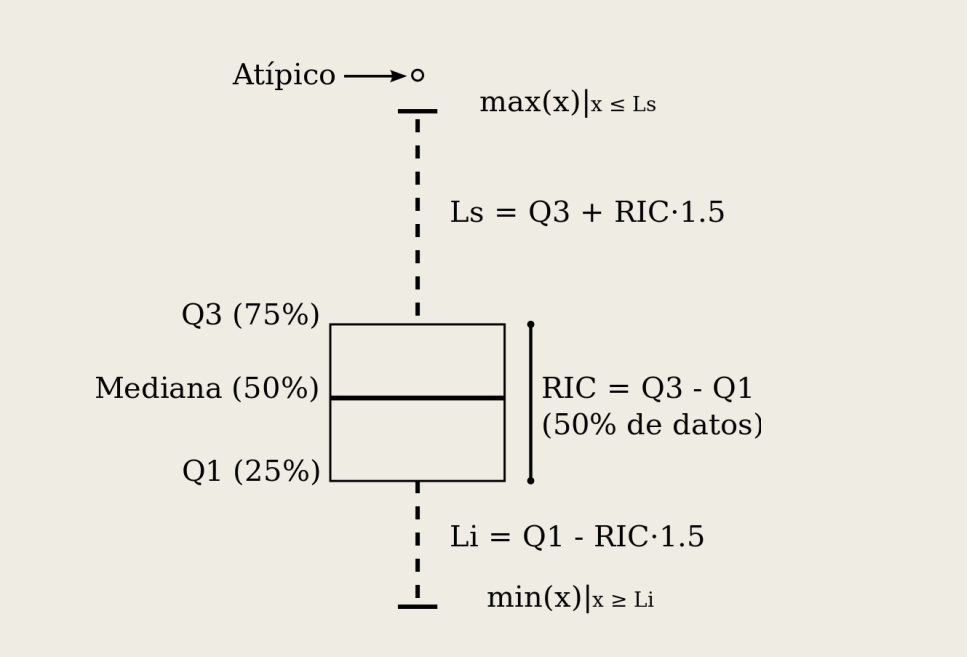 Atípico
max(x)|x ≤ Ls
Ls = Q3 + RIC·1.5
Q3 (75%)
Mediana (50%)
RIC = Q3 - Q1
(50% de datos)
Q1 (25%)
Li = Q1 - RIC·1.5
min(x)|x ≥ Li